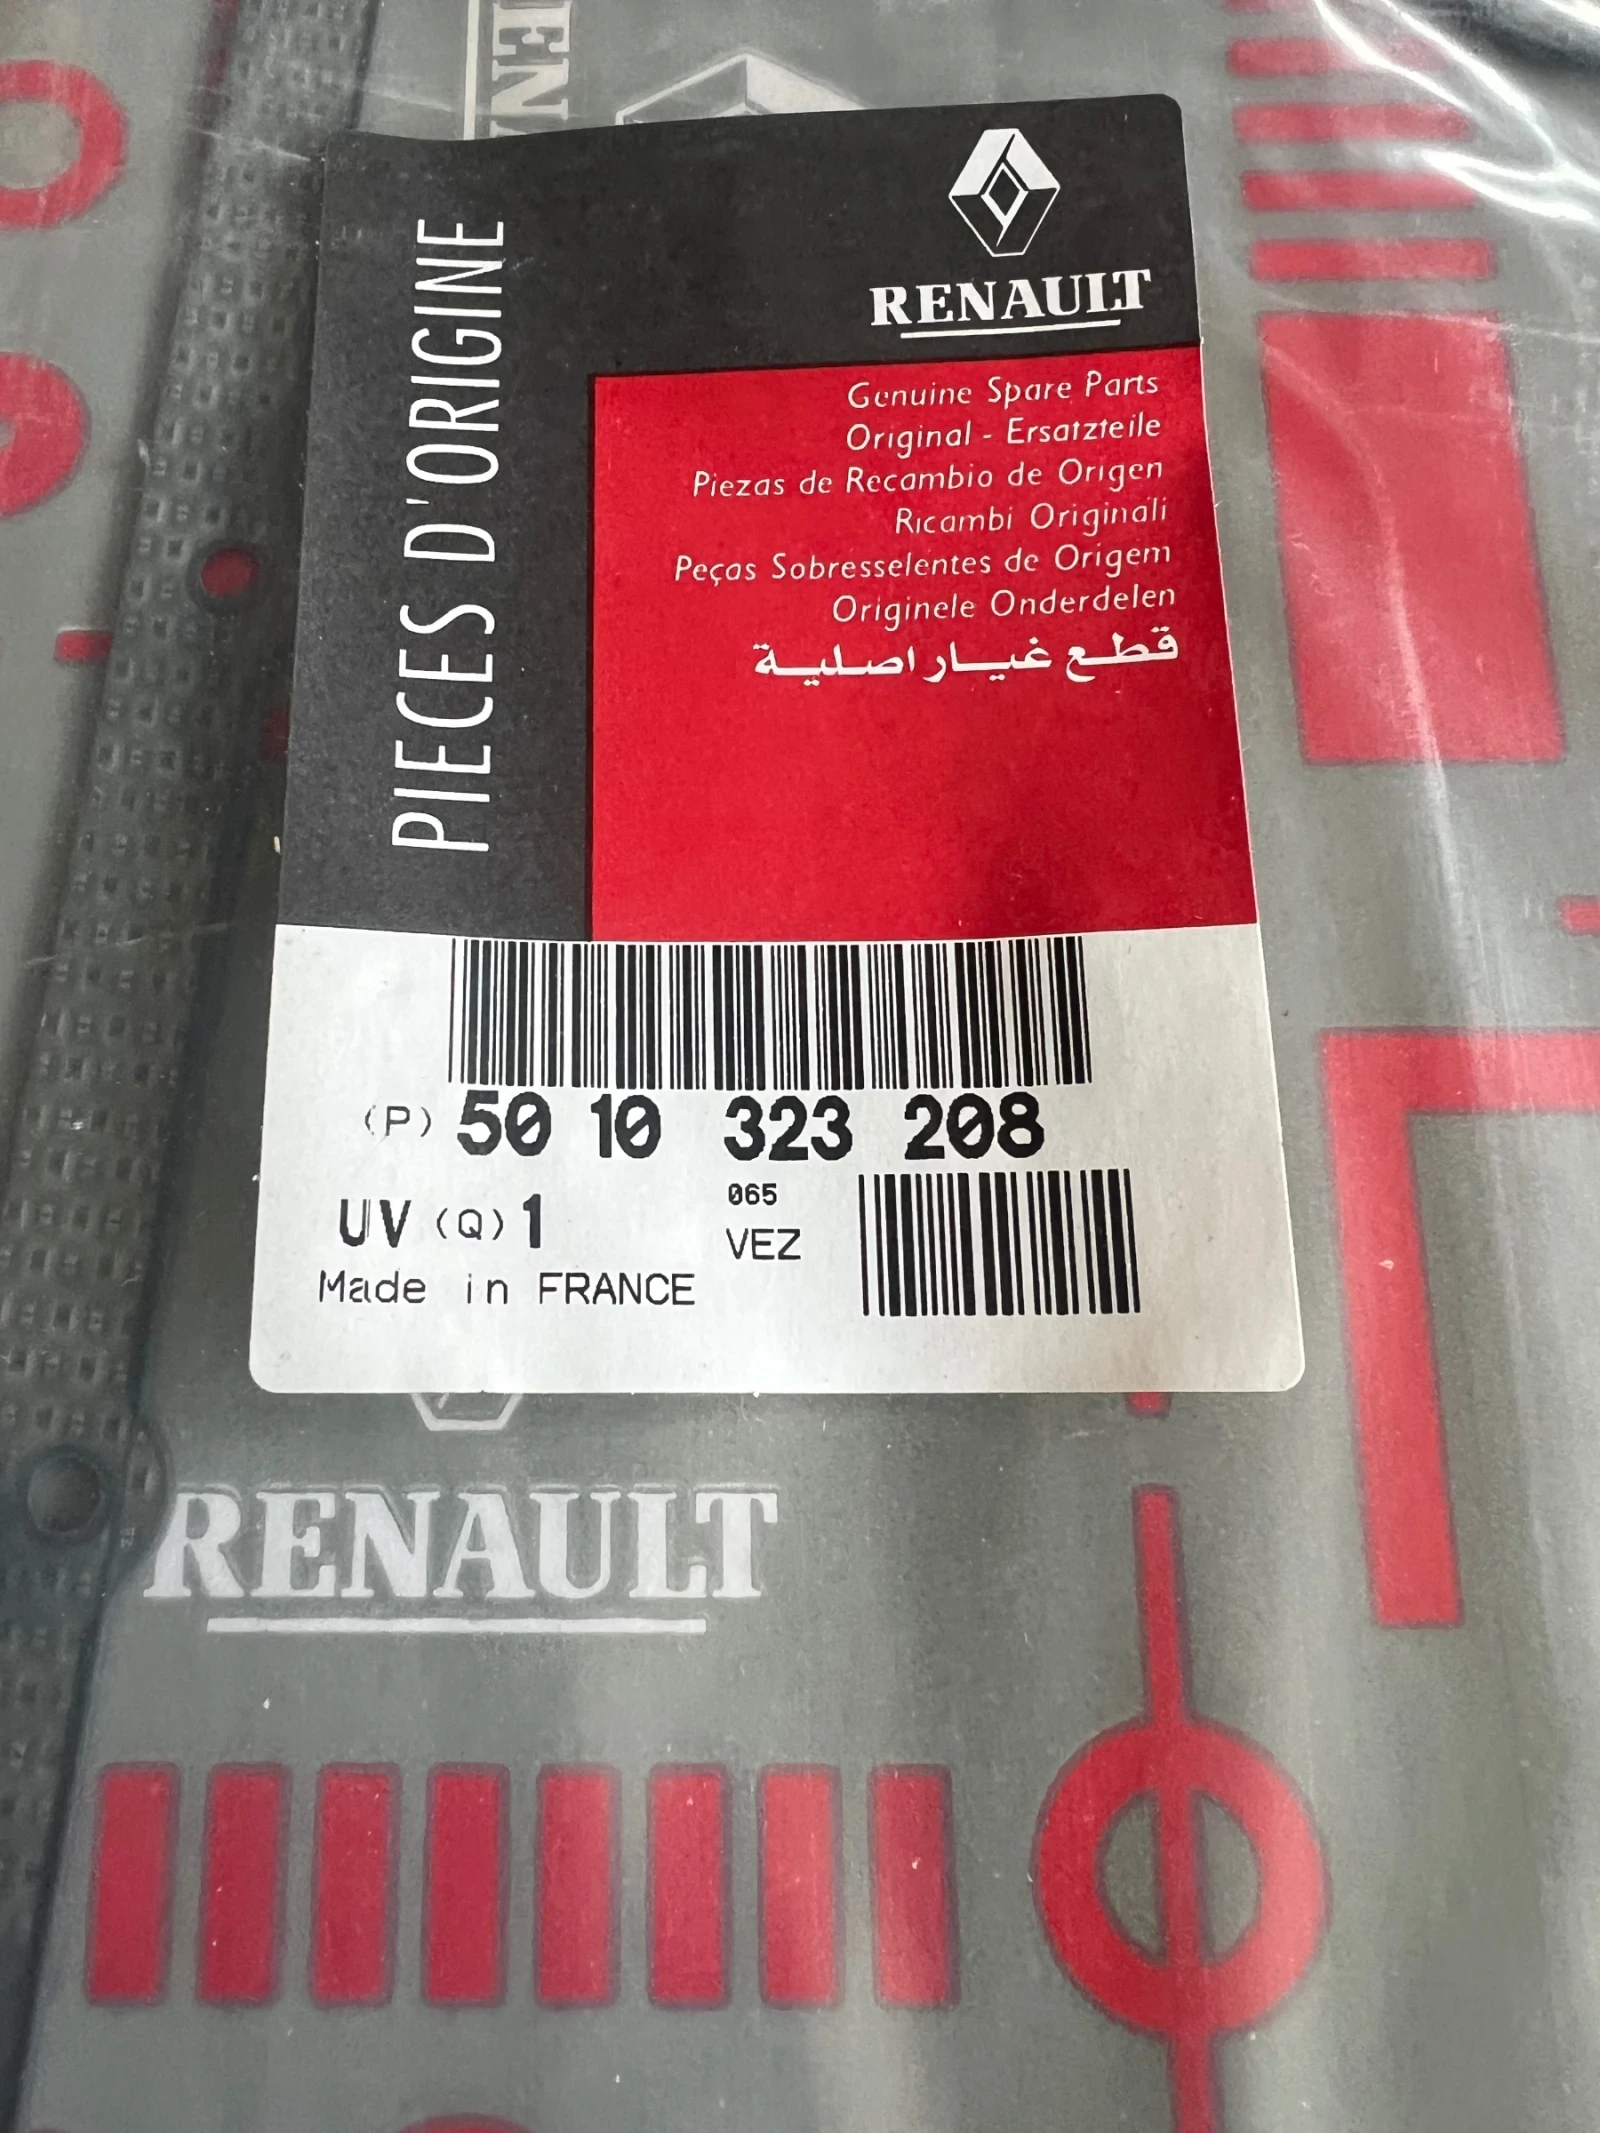 RENAULT
PIECES D'ORIGINE
Genuine Spare Parts
Original - Ersatzteile
Piezas de Recambio de Origen
Ricambi Originali
Peças Sobresselentes de Origem
Originele Onderdelen
قطع غيار اصلية
(P) 50 10 323 208
UV (Q) 1
065
VEZ
Made in FRANCE
RENAULT